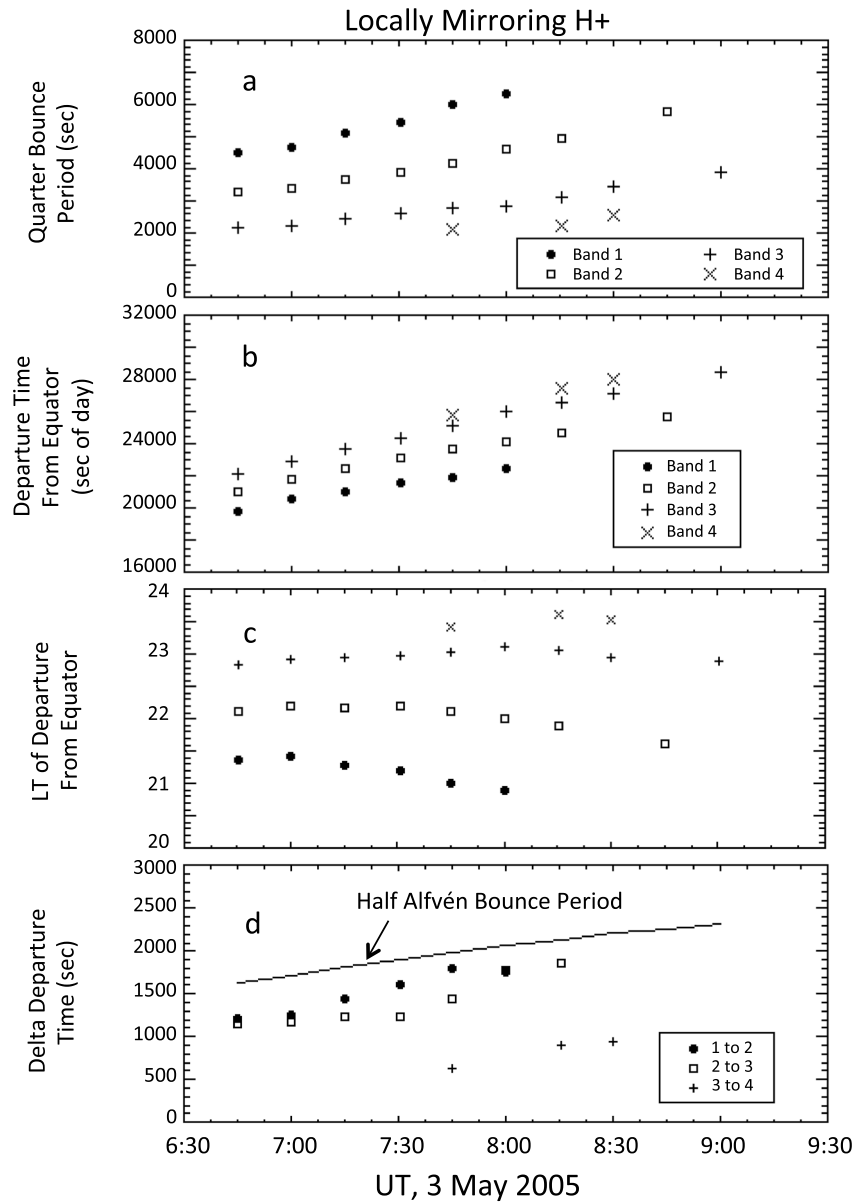 Locally Mirroring H+
Quarter Bounce
Period (sec)
8000
6000
4000
2000
0
a
Band 1
Band 2
Band 3
Band 4
Departure Time
From Equator
(sec of day)
32000
28000
24000
20000
16000
b
Band 1
Band 2
Band 3
Band 4
LT of Departure
From Equator
24
23
22
21
20
c
Delta Departure
Time (sec)
3000
2500
2000
1500
1000
500
0
d
Half Alfvén Bounce Period
1 to 2
2 to 3
3 to 4
6:30 7:00 7:30 8:00 8:30 9:00 9:30
UT, 3 May 2005